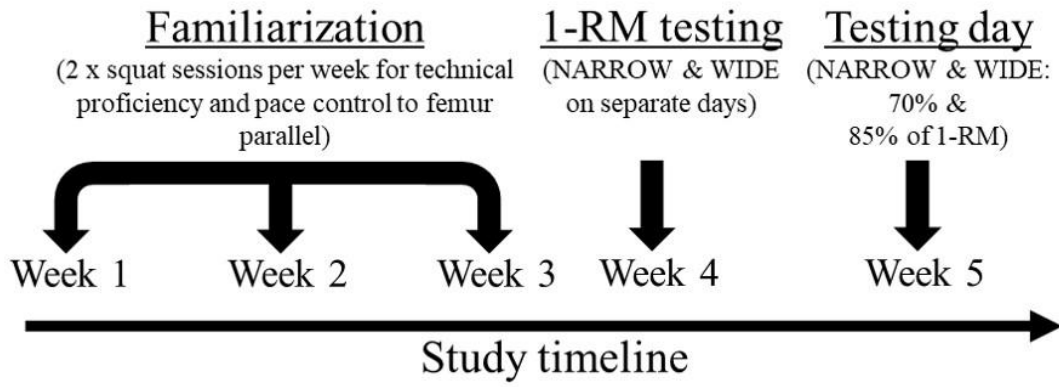 Familiarization
(2 x squat sessions per week for technical
proficiency and pace control to femur
parallel)
1-RM testing
(NARROW & WIDE
on separate days)
Testing day
(NARROW & WIDE:
70% &
85% of 1-RM)
Week 1
Week 2
Week 3
Week 4
Week 5
Study timeline